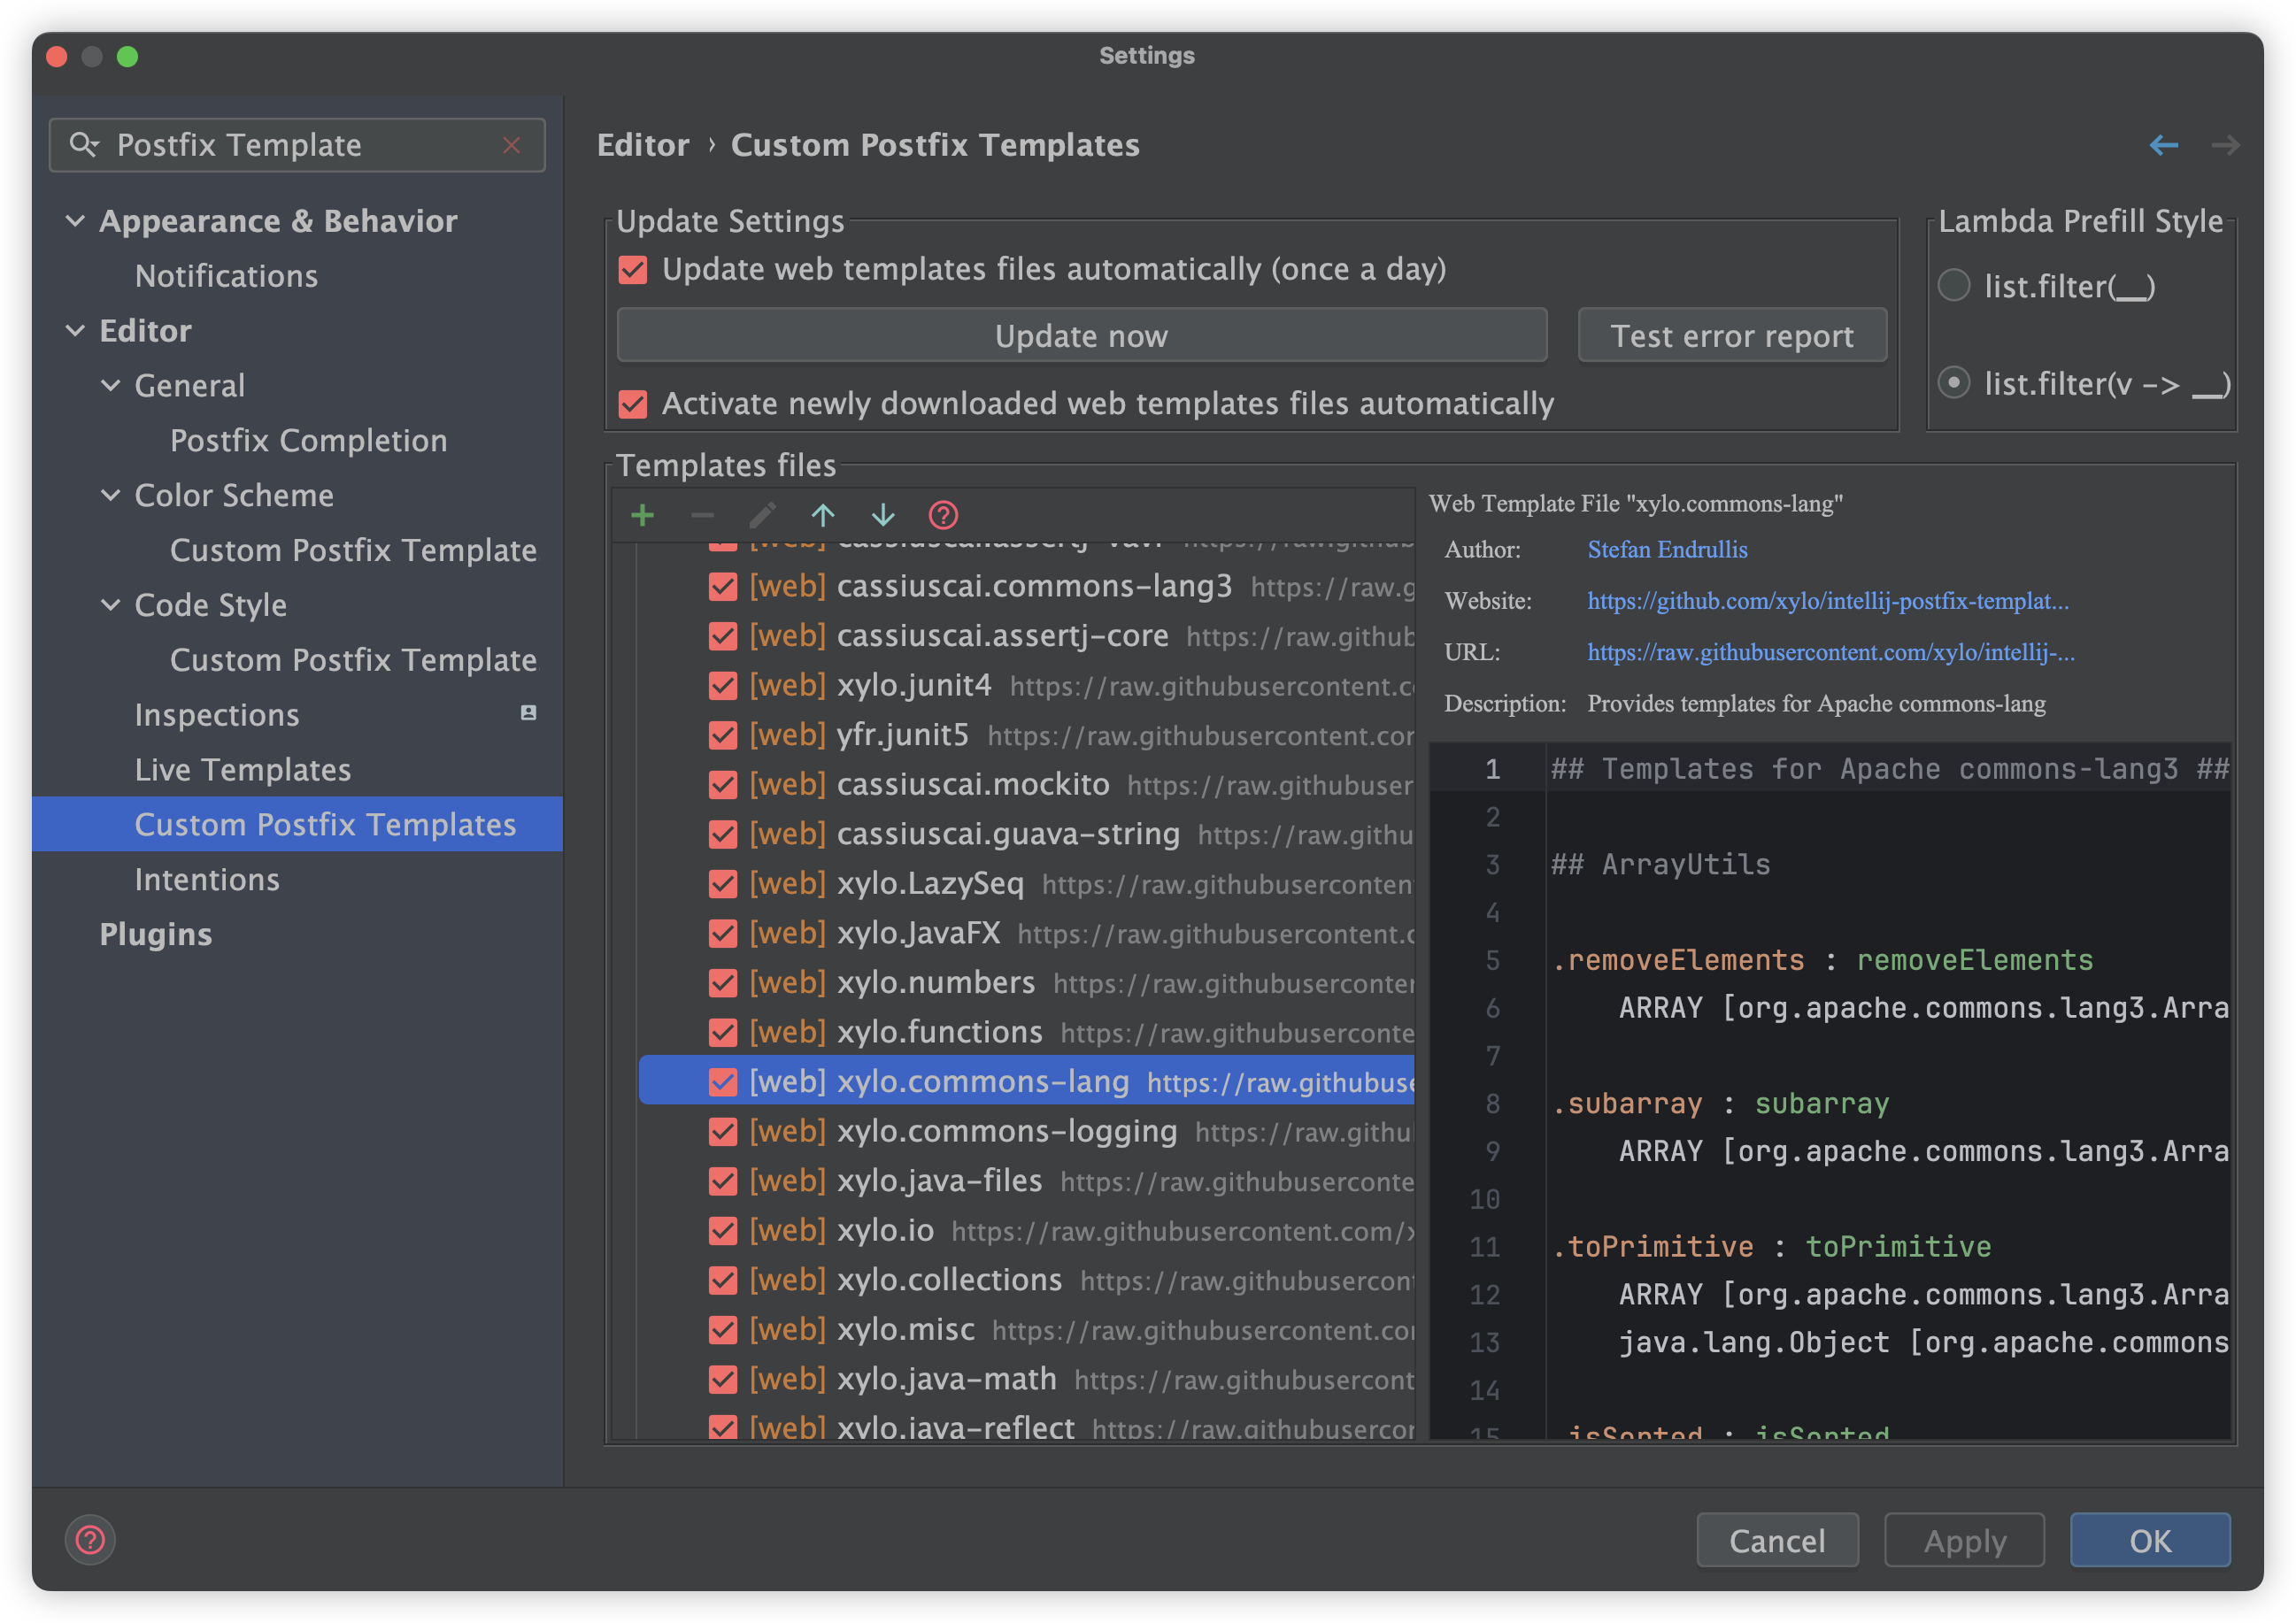 Settings
Postfix Template
Appearance & Behavior
Notifications
Editor
General
Postfix Completion
Color Scheme
Custom Postfix Template
Code Style
Custom Postfix Template
Inspections
Live Templates
Custom Postfix Templates
Intentions
Plugins
Editor › Custom Postfix Templates
Update Settings
Update web templates files automatically (once a day)
Update now
Test error report
Activate newly downloaded web templates files automatically
Lambda Prefill Style
list.filter(__)
list.filter(v -> __)
Templates files
[web] cassiuscai.assertj-vavr https://raw.github
[web] cassiuscai.commons-lang3 https://raw.g
[web] cassiuscai.assertj-core https://raw.github
[web] xylo.junit4 https://raw.githubusercontent.c
[web] yfr.junit5 https://raw.githubusercontent.cor
[web] cassiuscai.mockito https://raw.githubuser
[web] cassiuscai.guava-string https://raw.githu
[web] xylo.LazySeq https://raw.githubusercontent
[web] xylo.JavaFX https://raw.githubusercontent.c
[web] xylo.numbers https://raw.githubuserconter
[web] xylo.functions https://raw.githubuserconte
[web] xylo.commons-lang https://raw.githubuse
[web] xylo.commons-logging https://raw.githu
[web] xylo.java-files https://raw.githubuserconte
[web] xylo.io https://raw.githubusercontent.com/x
[web] xylo.collections https://raw.githubusercont
[web] xylo.misc https://raw.githubusercontent.co
[web] xylo.java-math https://raw.githubusercont
[web] xylo.java-reflect https://raw.githubusercor
Web Template File "xylo.commons-lang"
Author: Stefan Endrullis
Website: https://github.com/xylo/intellij-postfix-templat...
URL: https://raw.githubusercontent.com/xylo/intellij-...
Description: Provides templates for Apache commons-lang
1 ## Templates for Apache commons-lang3 ##
2
3 ## ArrayUtils
4
5 .removeElements : removeElements
6 ARRAY [org.apache.commons.lang3.Arra
7
8 .subarray : subarray
9 ARRAY [org.apache.commons.lang3.Arra
10
11 .toPrimitive : toPrimitive
12 ARRAY [org.apache.commons.lang3.Arra
13 java.lang.Object [org.apache.commons
14
15 .isSorted : isSorted
Cancel
Apply
OK